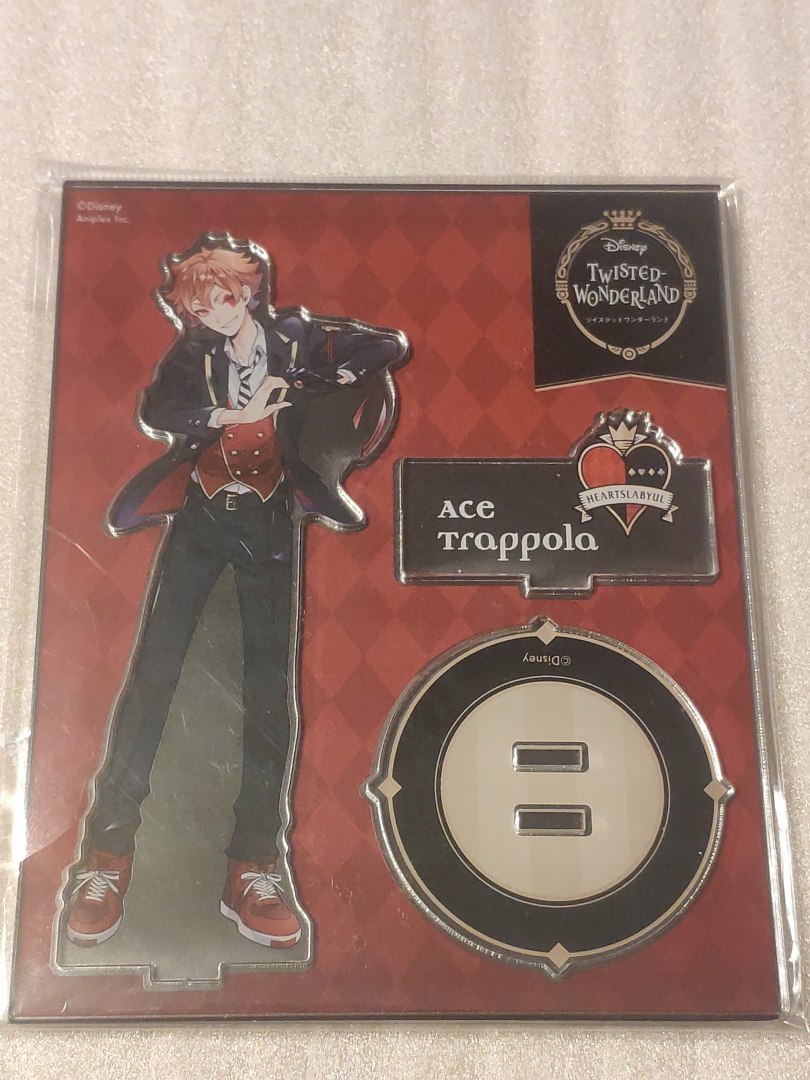 ©Disney
Aniplex Inc.
Disney
TWISTED-
WONDERLAND
ツイステッドワンダーランド
HEARTSLABYUL
Ace
Trappola
©Disney